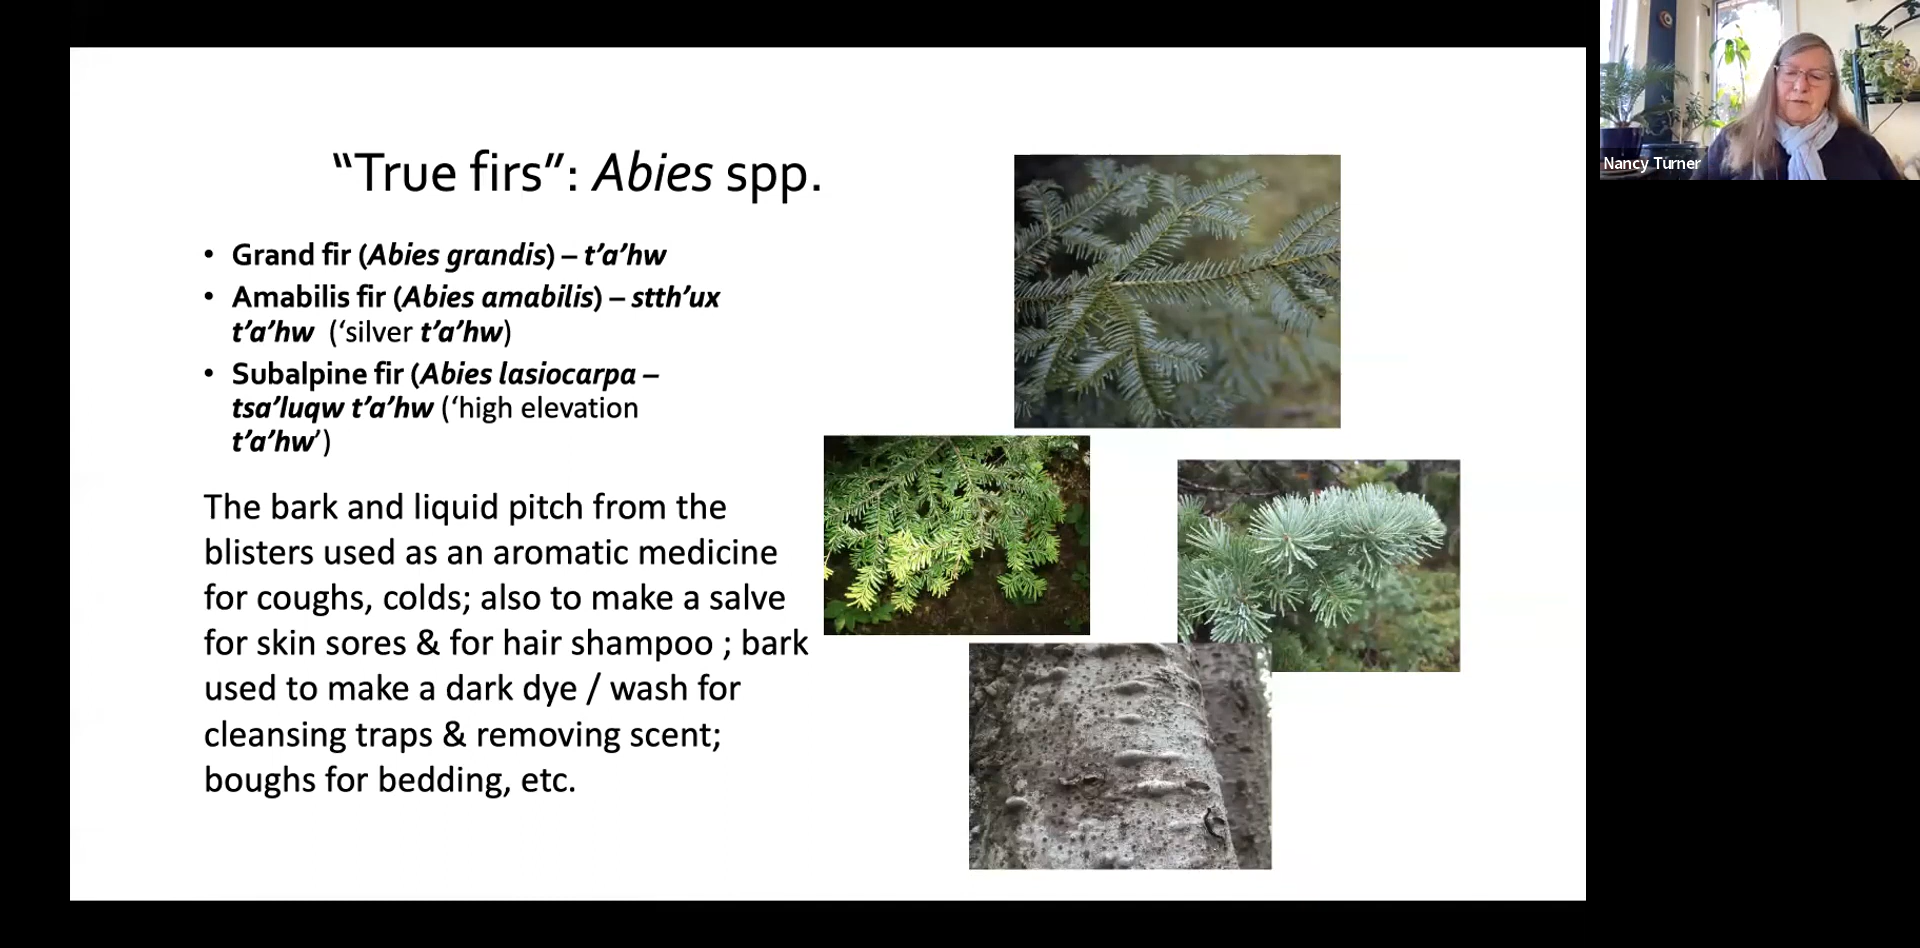 “True firs”: Abies spp.
• Grand fir (Abies grandis) – t’a’hw
• Amabilis fir (Abies amabilis) – stth’ux
t’a’hw (‘silver t’a’hw)
• Subalpine fir (Abies lasiocarpa –
tsa’luqw t’a’hw (‘high elevation
t’a’hw’)
The bark and liquid pitch from the
blisters used as an aromatic medicine
for coughs, colds; also to make a salve
for skin sores & for hair shampoo ; bark
used to make a dark dye / wash for
cleansing traps & removing scent;
boughs for bedding, etc.
Nancy Turner